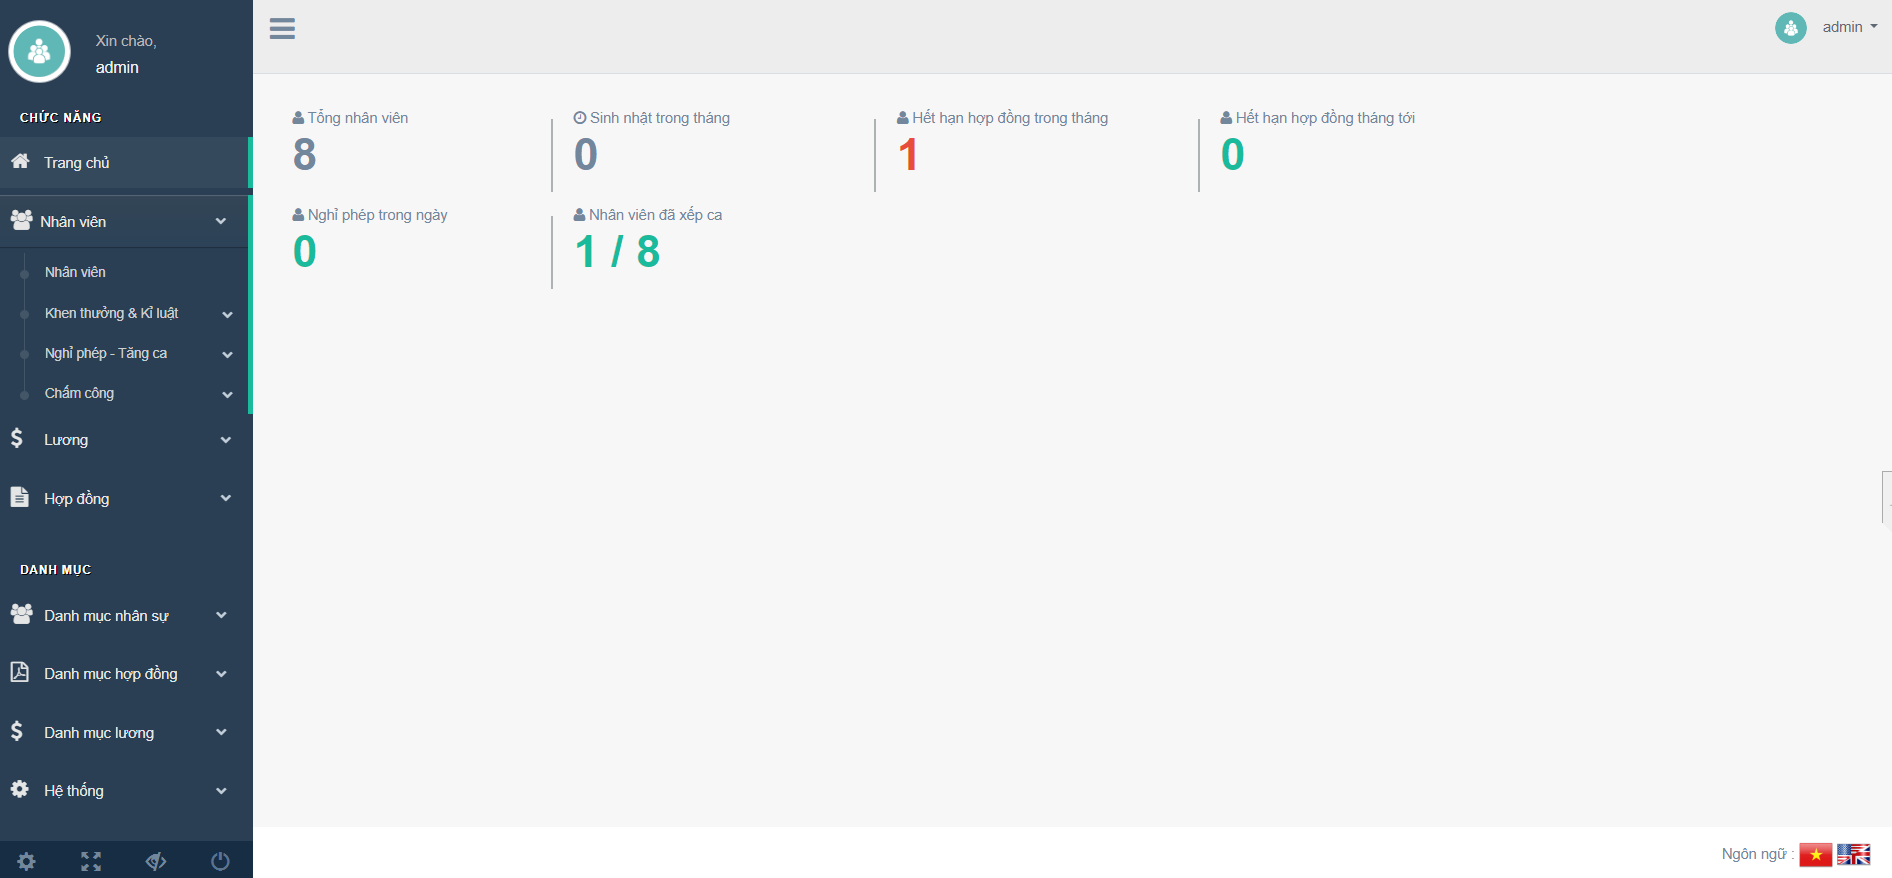 Xin chào,
admin
admin
CHỨC NĂNG
Trang chủ
Nhân viên
Nhân viên
Khen thưởng & Kỉ luật
Nghỉ phép - Tăng ca
Chấm công
Lương
Hợp đồng
DANH MỤC
Danh mục nhân sự
Danh mục hợp đồng
Danh mục lương
Hệ thống
Tổng nhân viên
8
Sinh nhật trong tháng
0
Hết hạn hợp đồng trong tháng
1
Hết hạn hợp đồng tháng tới
0
Nghỉ phép trong ngày
0
Nhân viên đã xếp ca
1 / 8
Ngôn ngữ :